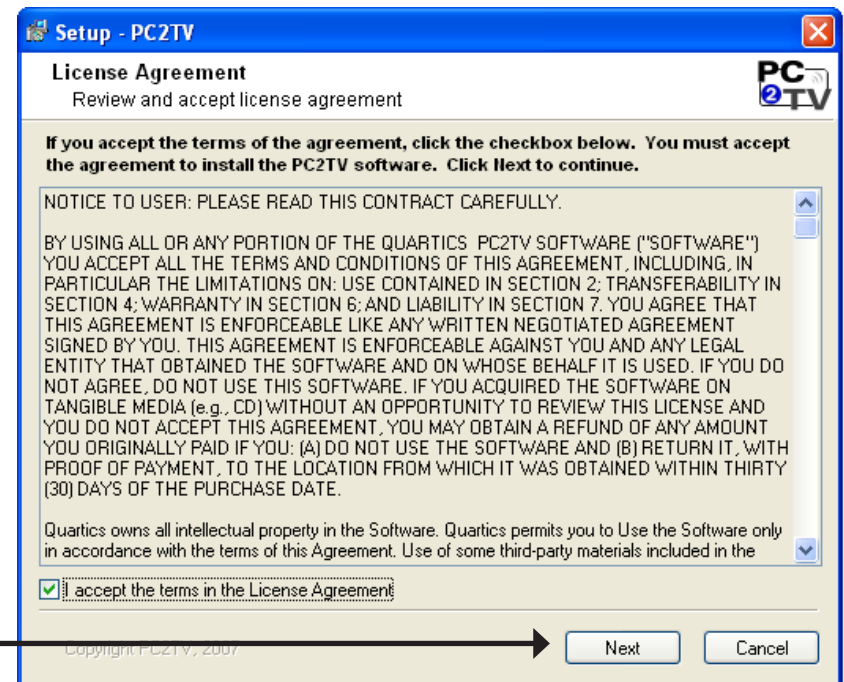 Setup - PC2TV
License Agreement
Review and accept license agreement
PC
2TV
If you accept the terms of the agreement, click the checkbox below. You must accept
the agreement to install the PC2TV software. Click Next to continue.
NOTICE TO USER: PLEASE READ THIS CONTRACT CAREFULLY.
BY USING ALL OR ANY PORTION OF THE QUARTICS PC2TV SOFTWARE ("SOFTWARE")
YOU ACCEPT ALL THE TERMS AND CONDITIONS OF THIS AGREEMENT, INCLUDING, IN
PARTICULAR THE LIMITATIONS ON: USE CONTAINED IN SECTION 2; TRANSFERABILITY IN
SECTION 4; WARRANTY IN SECTION 6; AND LIABILITY IN SECTION 7. YOU AGREE THAT
THIS AGREEMENT IS ENFORCEABLE LIKE ANY WRITTEN NEGOTIATED AGREEMENT
SIGNED BY YOU. THIS AGREEMENT IS ENFORCEABLE AGAINST YOU AND ANY LEGAL
ENTITY THAT OBTAINED THE SOFTWARE AND ON WHOSE BEHALF IT IS USED. IF YOU DO
NOT AGREE, DO NOT USE THIS SOFTWARE. IF YOU ACQUIRED THE SOFTWARE ON
TANGIBLE MEDIA (e.g., CD) WITHOUT AN OPPORTUNITY TO REVIEW THIS LICENSE AND
YOU DO NOT ACCEPT THIS AGREEMENT, YOU MAY OBTAIN A REFUND OF ANY AMOUNT
YOU ORIGINALLY PAID IF YOU: (A) DO NOT USE THE SOFTWARE AND (B) RETURN IT, WITH
PROOF OF PAYMENT, TO THE LOCATION FROM WHICH IT WAS OBTAINED WITHIN THIRTY
(30) DAYS OF THE PURCHASE DATE.
Quartics owns all intellectual property in the Software. Quartics permits you to Use the Software only
in accordance with the terms of this Agreement. Use of some third-party materials included in the
I accept the terms in the License Agreement
Copyright PC2TV, 2007
Next
Cancel